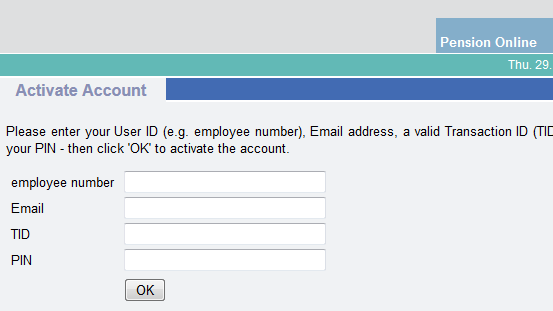 Pension Online
Thu. 29.
Activate Account
Please enter your User ID (e.g. employee number), Email address, a valid Transaction ID (TID
your PIN - then click 'OK' to activate the account.
employee number
Email
TID
PIN
OK